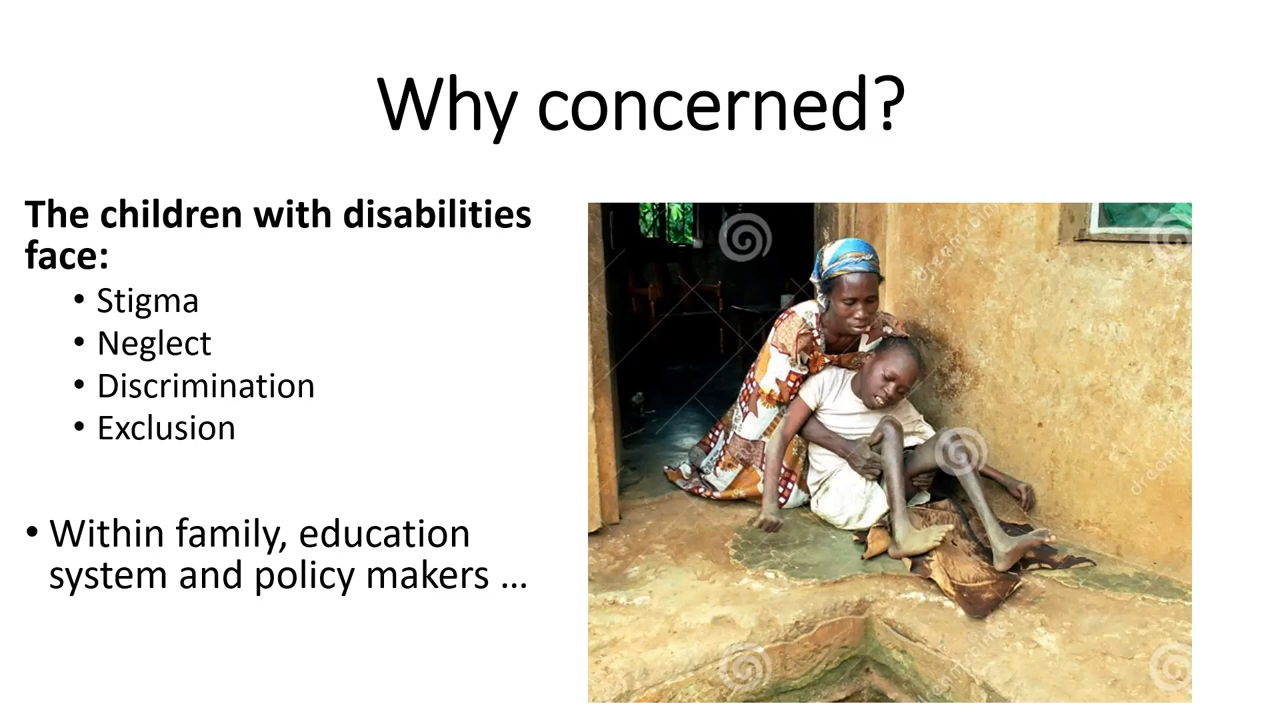 Why concerned?
The children with disabilities
face:
• Stigma
• Neglect
• Discrimination
• Exclusion
• Within family, education
system and policy makers ...